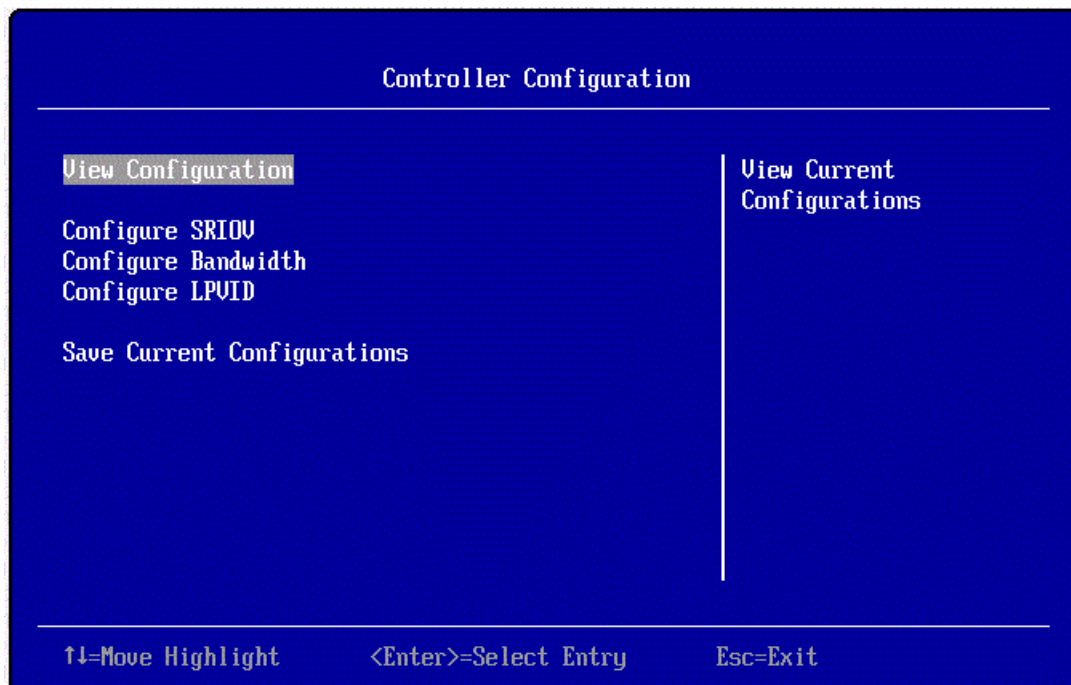 Controller Configuration
View Configuration
View Current
Configurations
Configure SRIOV
Configure Bandwidth
Configure LPVID
Save Current Configurations
↑↓=Move Highlight <Enter>=Select Entry Esc=Exit